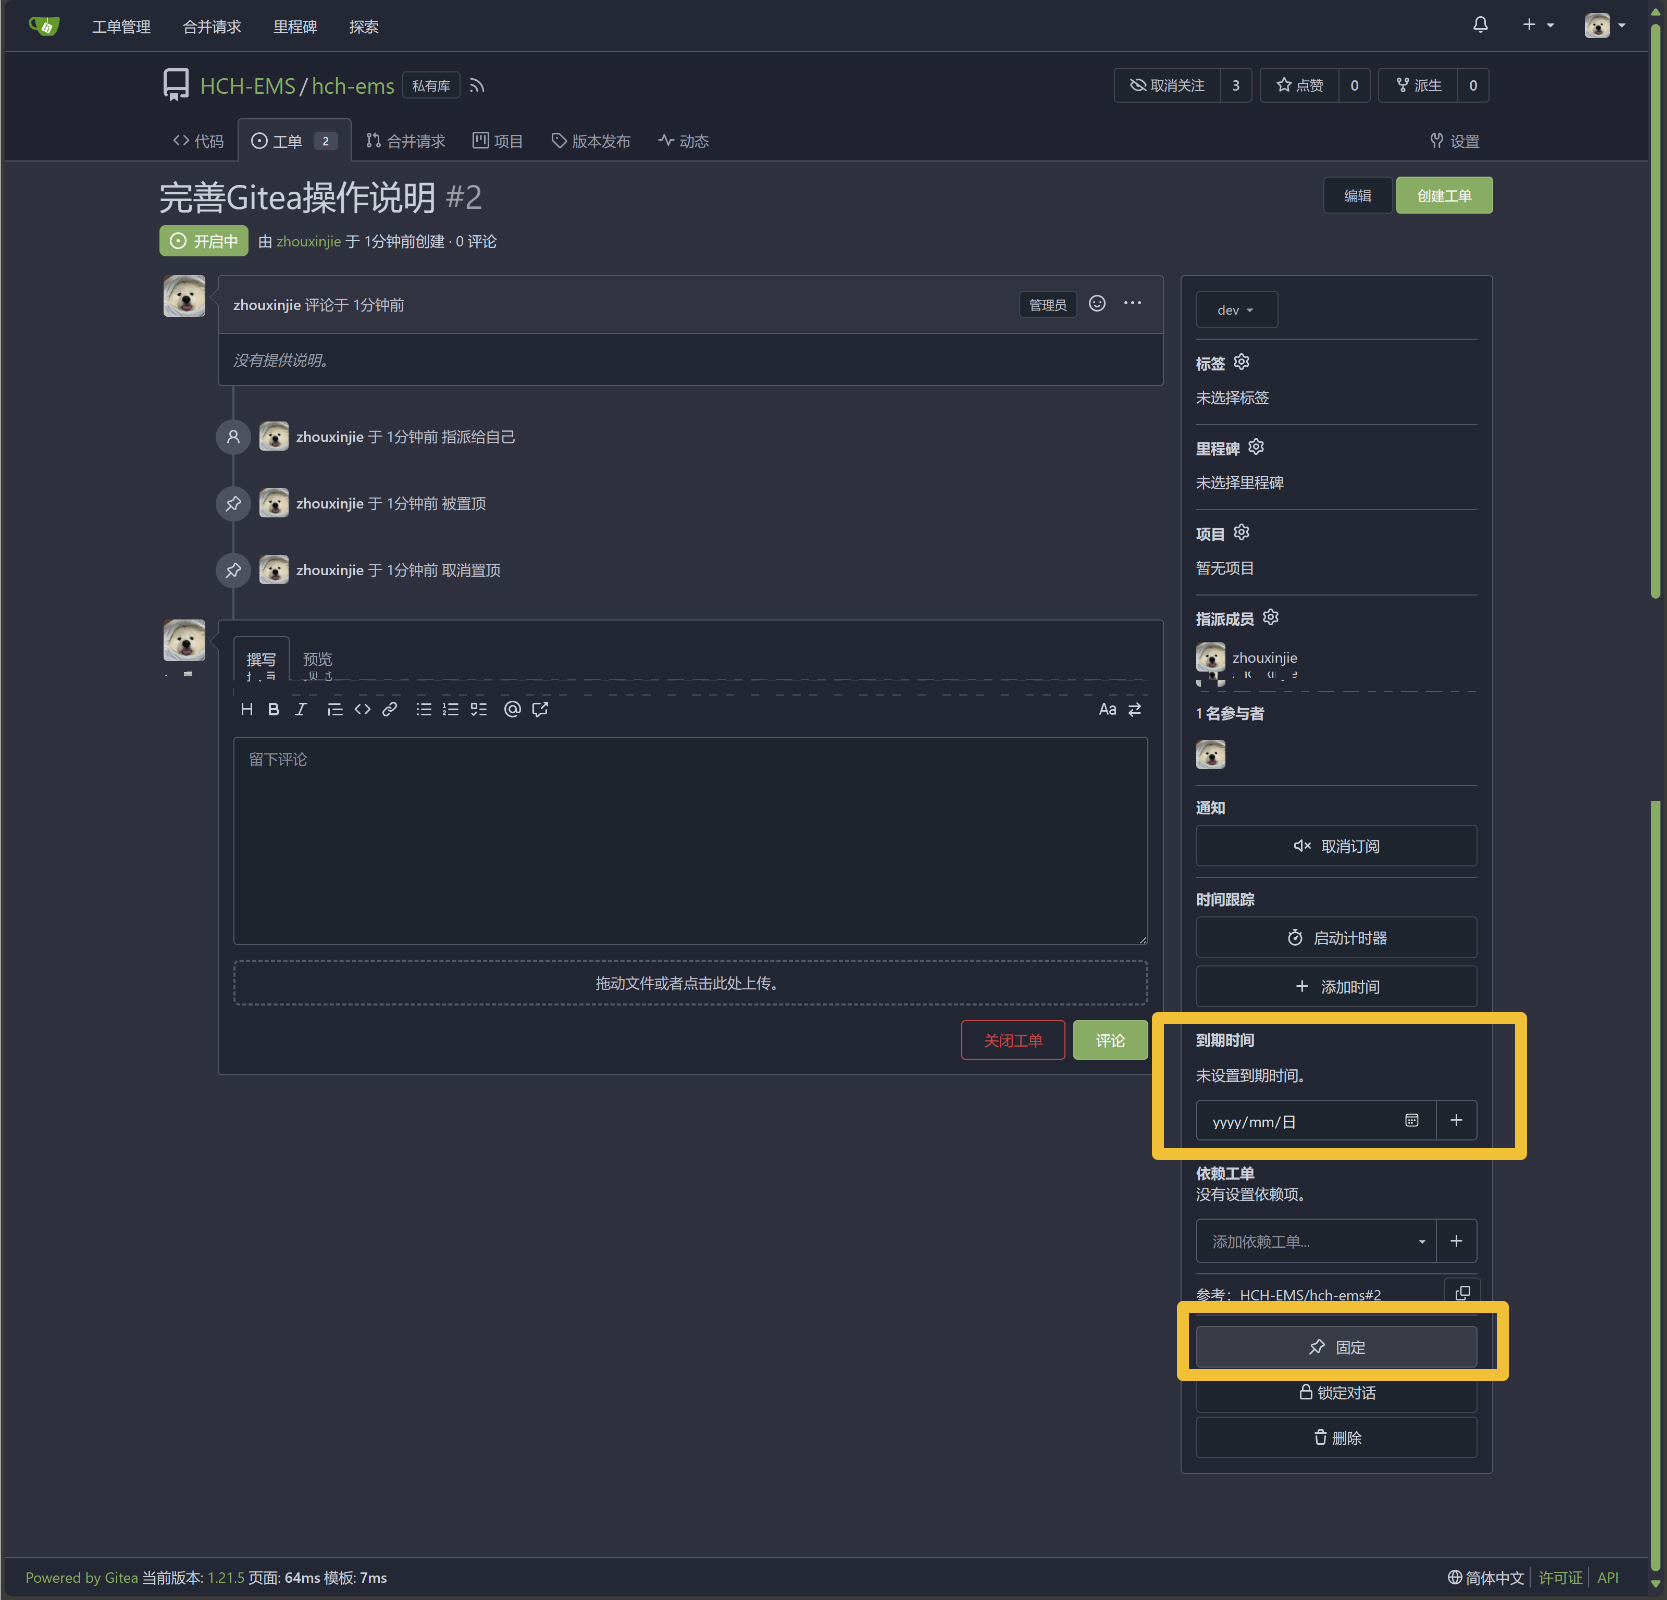 工单管理 合并请求 里程碑 探索
HCH-EMS/hch-ems 私有库
取消关注 3 点赞 0 派生 0
代码 工单 2 合并请求 项目 版本发布 动态 设置
完善Gitea操作说明 #2
编辑 创建工单
开启中 由 zhouxinjie 于 1分钟前创建 · 0 评论
zhouxinjie 评论于 1分钟前 管理员
没有提供说明。
zhouxinjie 于 1分钟前 指派给自己
zhouxinjie 于 1分钟前 被置顶
zhouxinjie 于 1分钟前 取消置顶
撰写 预览
H B I Aa
留下评论
拖动文件或者点击此处上传。
关闭工单 评论
dev
标签
未选择标签
里程碑
未选择里程碑
项目
暂无项目
指派成员
zhouxinjie
1 名参与者
通知
取消订阅
时间跟踪
启动计时器
添加时间
到期时间
未设置到期时间。
yyyy/mm/日
依赖工单
没有设置依赖项。
添加依赖工单...
参考: HCH-EMS/hch-ems#2
固定
锁定对话
删除
Powered by Gitea 当前版本: 1.21.5 页面: 64ms 模板: 7ms
简体中文 许可证 API